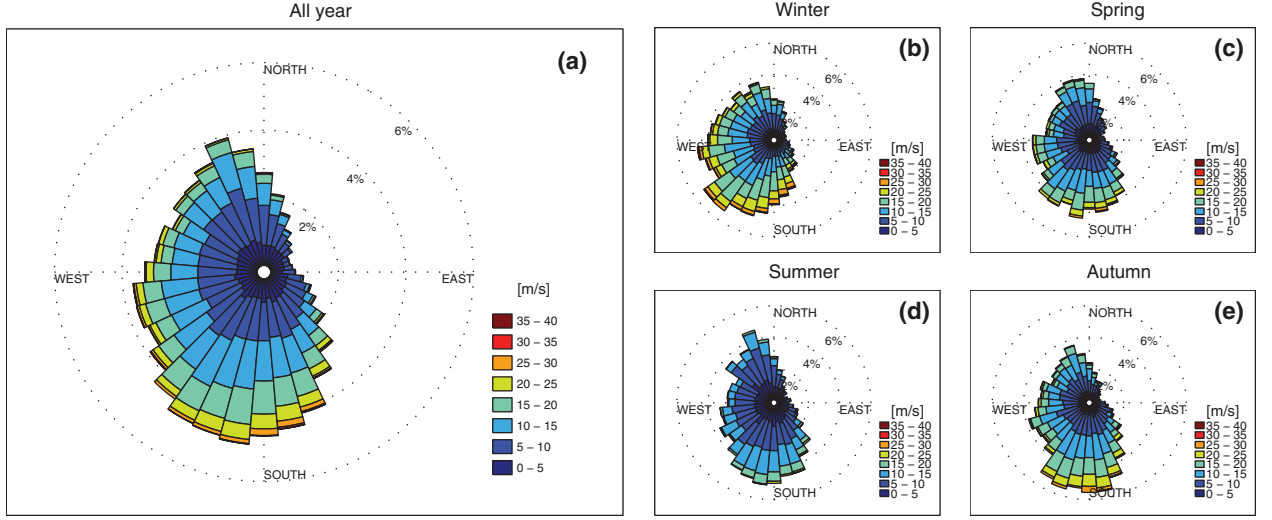 All year
(a)
NORTH
6%
4%
2%
WEST
EAST
SOUTH
[m/s]
35 – 40
30 – 35
25 – 30
20 – 25
15 – 20
10 – 15
5 – 10
0 – 5
Winter
(b)
NORTH
6%
4%
2%
WEST
EAST
SOUTH
[m/s]
35 – 40
30 – 35
25 – 30
20 – 25
15 – 20
10 – 15
5 – 10
0 – 5
Spring
(c)
NORTH
6%
4%
WEST
EAST
SOUTH
[m/s]
35 – 40
30 – 35
25 – 30
20 – 25
15 – 20
10 – 15
5 – 10
0 – 5
Summer
(d)
NORTH
6%
4%
2%
WEST
EAST
SOUTH
[m/s]
35 – 40
30 – 35
25 – 30
20 – 25
15 – 20
10 – 15
5 – 10
0 – 5
Autumn
(e)
NORTH
6%
4%
2%
WEST
EAST
SOUTH
[m/s]
35 – 40
30 – 35
25 – 30
20 – 25
15 – 20
10 – 15
5 – 10
0 – 5